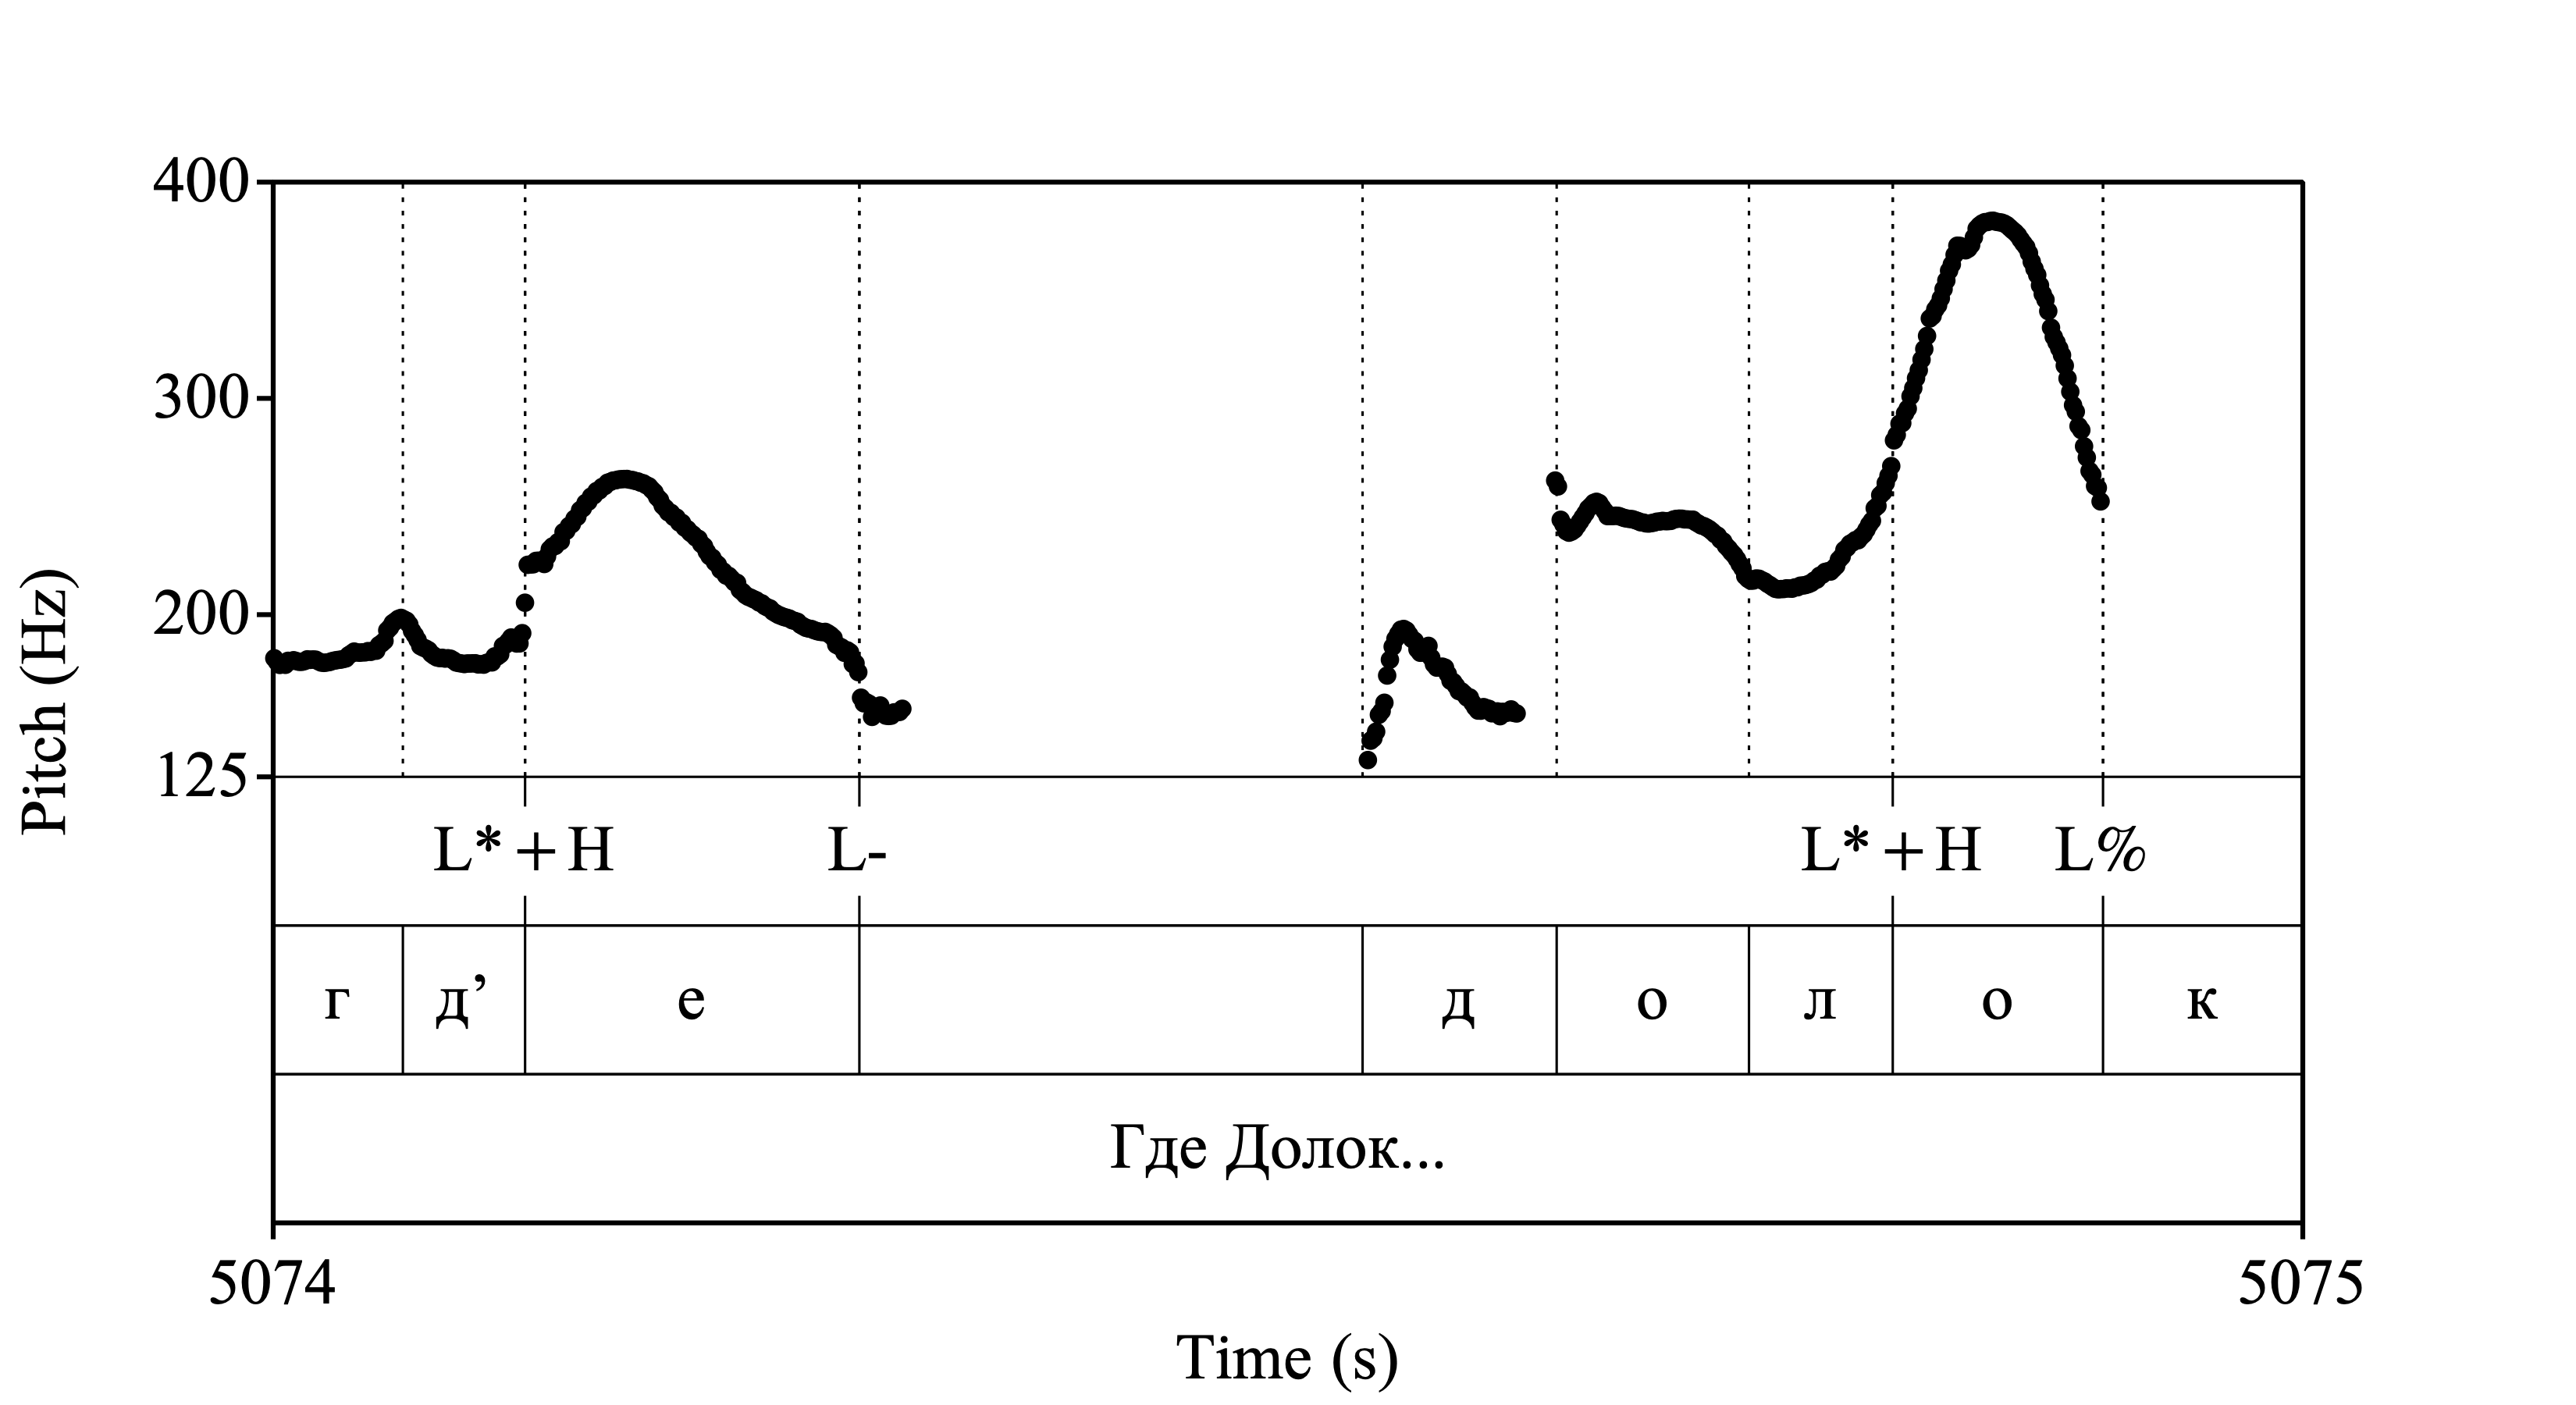 400
300
200
125
Pitch (Hz)
L*+H L- L*+H L%
г д’ е д о л о к
Где Долок...
5074 5075
Time (s)